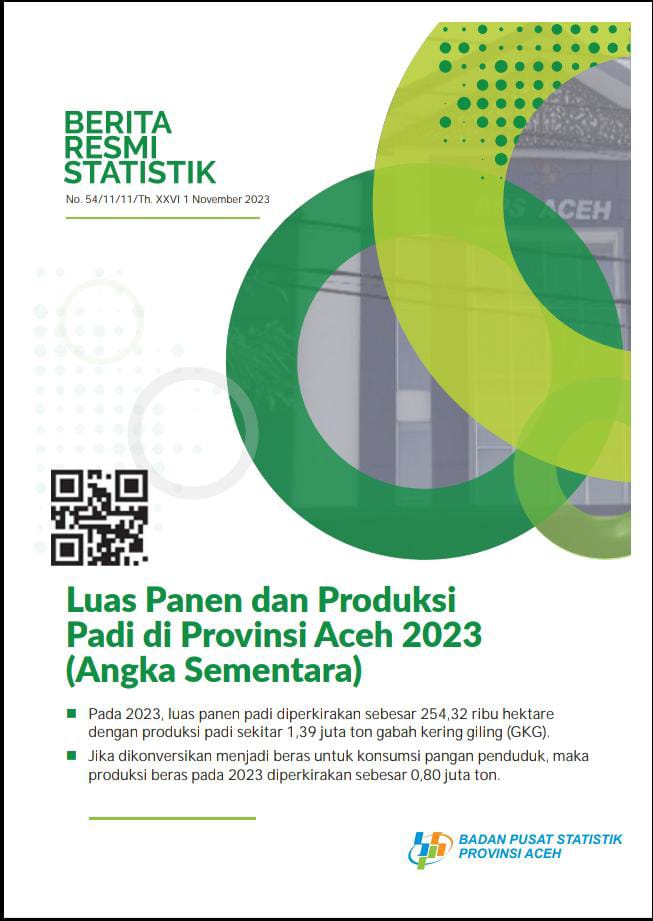 BERITA
RESMI
STATISTIK
No. 54/11/11/Th. XXVI 1 November 2023
BPS ACEH
Luas Panen dan Produksi
Padi di Provinsi Aceh 2023
(Angka Sementara)
Pada 2023, luas panen padi diperkirakan sebesar 254,32 ribu hektare
dengan produksi padi sekitar 1,39 juta ton gabah kering giling (GKG).
Jika dikonversikan menjadi beras untuk konsumsi pangan penduduk, maka
produksi beras pada 2023 diperkirakan sebesar 0,80 juta ton.
BADAN PUSAT STATISTIK
PROVINSI ACEH